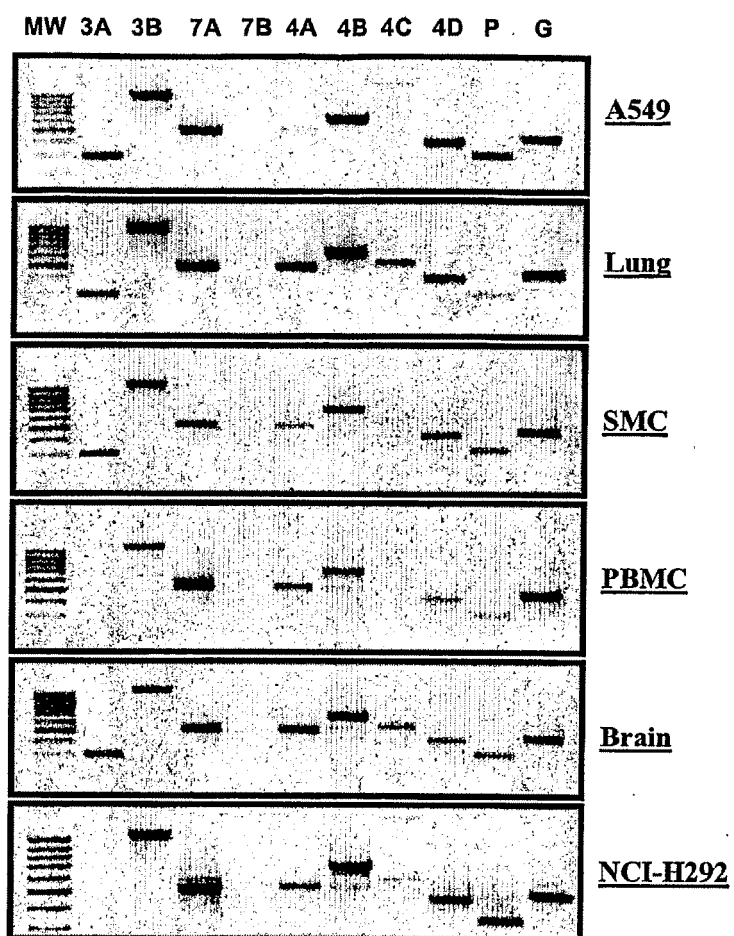 MW 3A 3B 7A 7B 4A 4B 4C 4D P G
A549
Lung
SMC
PBMC
Brain
NCI-H292